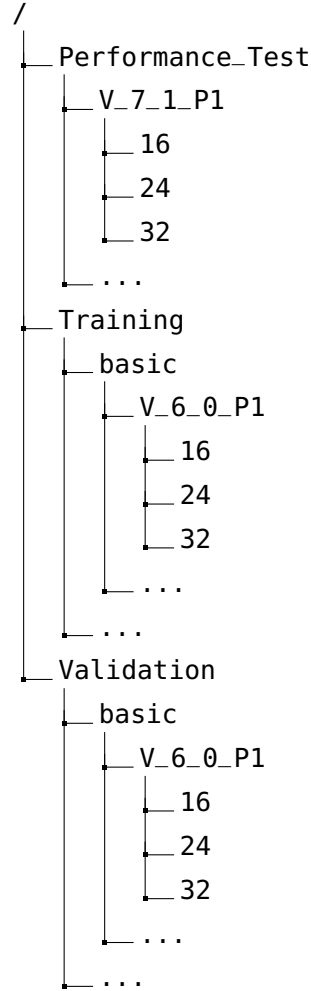 /
Performance_Test
V_7_1_P1
16
24
32
...
Training
basic
V_6_0_P1
16
24
32
...
...
Validation
basic
V_6_0_P1
16
24
32
...
...